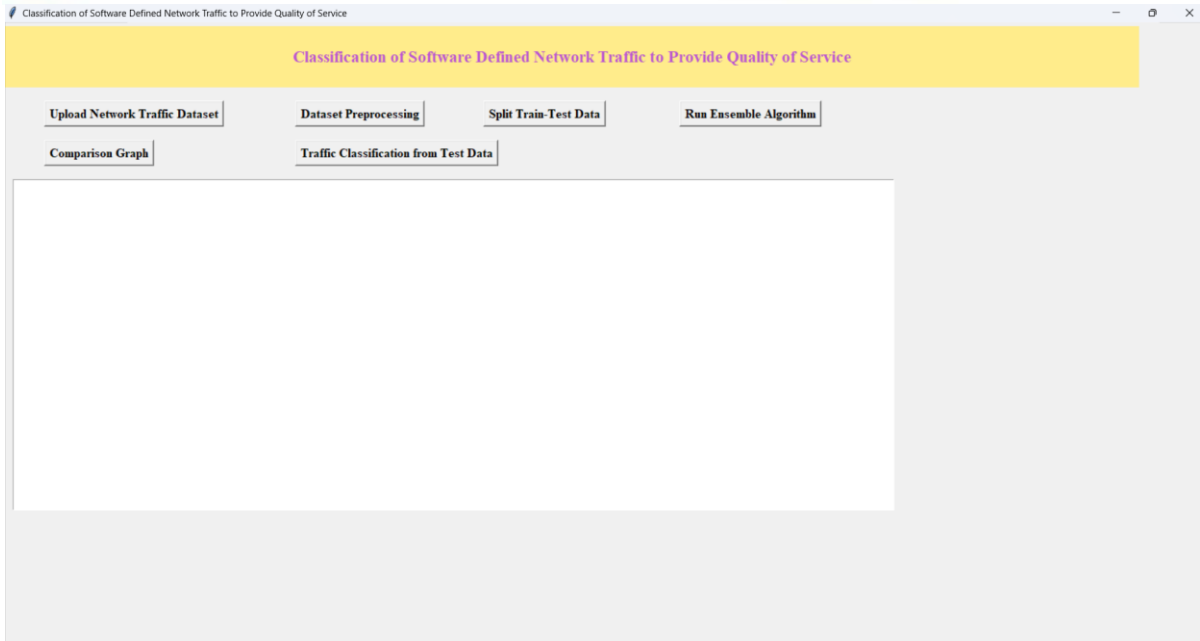 Classification of Software Defined Network Traffic to Provide Quality of Service
Classification of Software Defined Network Traffic to Provide Quality of Service
Upload Network Traffic Dataset Dataset Preprocessing Split Train-Test Data Run Ensemble Algorithm
Comparison Graph Traffic Classification from Test Data